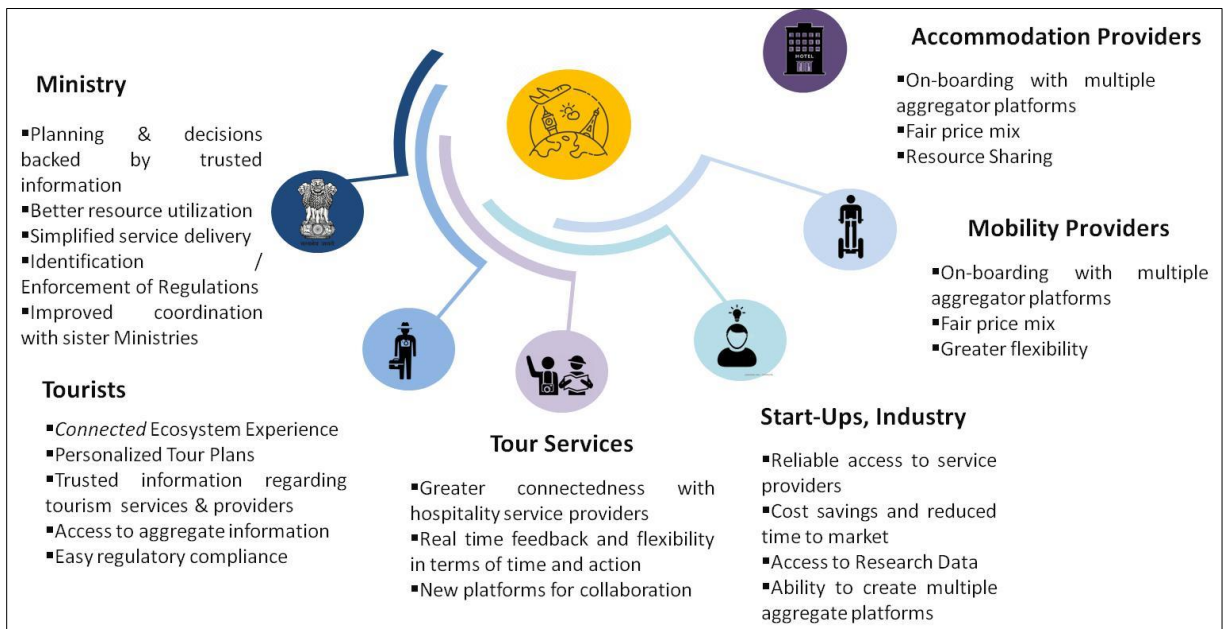 Ministry
▪Planning & decisions
backed by trusted
information
▪Better resource utilization
▪Simplified service delivery
▪Identification /
Enforcement of Regulations
▪Improved coordination
with sister Ministries
Tourists
▪Connected Ecosystem Experience
▪Personalized Tour Plans
▪Trusted information regarding
tourism services & providers
▪Access to aggregate information
▪Easy regulatory compliance
Tour Services
▪Greater connectedness with
hospitality service providers
▪Real time feedback and flexibility
in terms of time and action
▪New platforms for collaboration
Start-Ups, Industry
▪Reliable access to service
providers
▪Cost savings and reduced
time to market
▪Access to Research Data
▪Ability to create multiple
aggregate platforms
Mobility Providers
▪On-boarding with multiple
aggregator platforms
▪Fair price mix
▪Greater flexibility
HOTEL
Accommodation Providers
▪On-boarding with multiple
aggregator platforms
▪Fair price mix
▪Resource Sharing